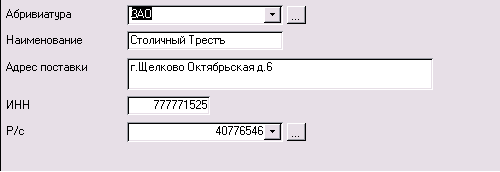 Абривиатура ЗАО ...
Наименование Столичный Трестъ
Адрес поставки г.Щелково Октябрьская д.6
ИНН 777771525
Р/с 40776546 ...